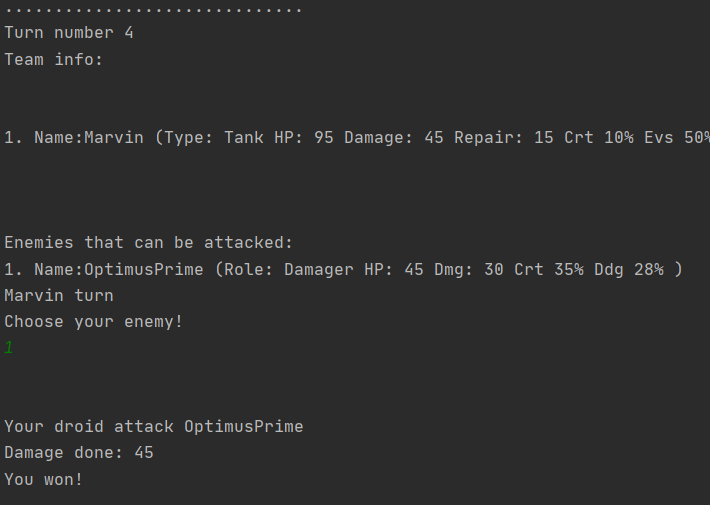 ..............................
Turn number 4
Team info:
1. Name:Marvin (Type: Tank HP: 95 Damage: 45 Repair: 15 Crt 10% Evs 50%
Enemies that can be attacked:
1. Name:OptimusPrime (Role: Damager HP: 45 Dmg: 30 Crt 35% Ddg 28% )
Marvin turn
Choose your enemy!
1
Your droid attack OptimusPrime
Damage done: 45
You won!